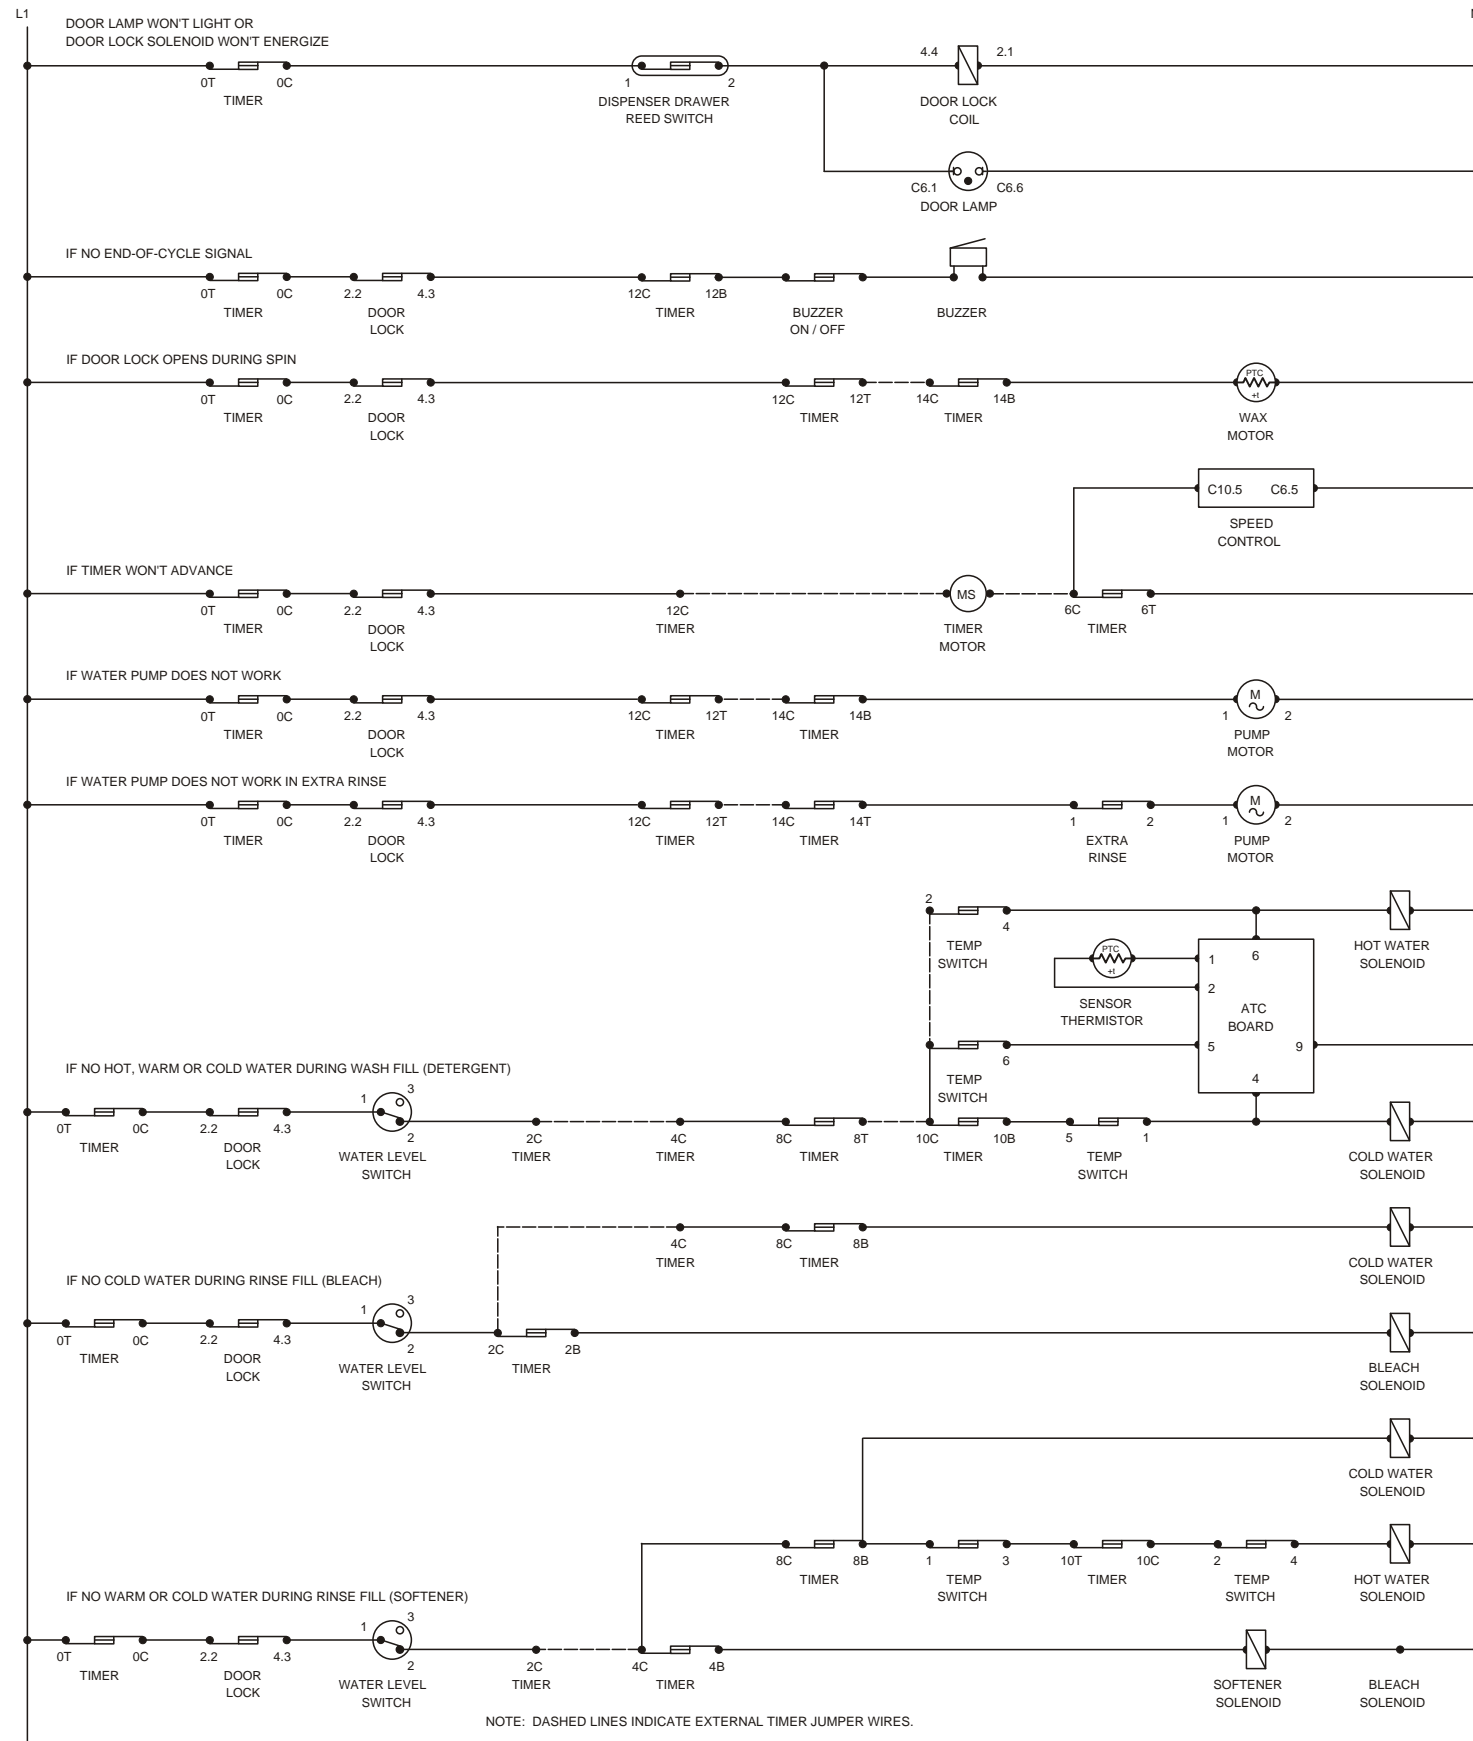 L1
DOOR LAMP WON'T LIGHT OR
DOOR LOCK SOLENOID WON'T ENERGIZE
0T 0C
TIMER
1 2
DISPENSER DRAWER
REED SWITCH
4.4 2.1
DOOR LOCK
COIL
C6.1 C6.6
DOOR LAMP
IF NO END-OF-CYCLE SIGNAL
0T 0C 2.2 4.3 12C 12B
TIMER DOOR TIMER BUZZER BUZZER
LOCK ON / OFF
IF DOOR LOCK OPENS DURING SPIN
PTC
+t
0T 0C 2.2 4.3 12C 12T 14C 14B
TIMER DOOR TIMER TIMER WAX
LOCK MOTOR
C10.5 C6.5
SPEED
CONTROL
IF TIMER WON'T ADVANCE
MS
0T 0C 2.2 4.3 12C 6C 6T
TIMER DOOR TIMER TIMER TIMER
LOCK MOTOR
IF WATER PUMP DOES NOT WORK
M
0T 0C 2.2 4.3 12C 12T 14C 14B 1 2
TIMER DOOR TIMER TIMER PUMP
LOCK MOTOR
IF WATER PUMP DOES NOT WORK IN EXTRA RINSE
M
0T 0C 2.2 4.3 12C 12T 14C 14T 1 2 1 2
TIMER DOOR TIMER TIMER EXTRA PUMP
LOCK RINSE MOTOR
2
4
TEMP
SWITCH
HOT WATER
SOLENOID
PTC
+t
SENSOR
THERMISTOR
1 6
2
ATC
BOARD
5 9
4
6
TEMP
SWITCH
IF NO HOT, WARM OR COLD WATER DURING WASH FILL (DETERGENT)
1 3
2
0T 0C 2.2 4.3 2C 4C 8C 8T 10C 10B 5 1
TIMER DOOR WATER LEVEL TIMER TIMER TIMER TIMER TEMP COLD WATER
LOCK SWITCH SWITCH SOLENOID
4C 8C 8B
TIMER TIMER COLD WATER
SOLENOID
IF NO COLD WATER DURING RINSE FILL (BLEACH)
1 3
2
0T 0C 2.2 4.3 2C 2B
TIMER DOOR WATER LEVEL TIMER BLEACH
LOCK SWITCH SOLENOID
COLD WATER
SOLENOID
8C 8B 1 3 10T 10C 2 4
TIMER TEMP TIMER TEMP HOT WATER
SWITCH SWITCH SOLENOID
IF NO WARM OR COLD WATER DURING RINSE FILL (SOFTENER)
1 3
2
0T 0C 2.2 4.3 2C 4C 4B
TIMER DOOR WATER LEVEL TIMER TIMER SOFTENER BLEACH
LOCK SWITCH SOLENOID SOLENOID
NOTE: DASHED LINES INDICATE EXTERNAL TIMER JUMPER WIRES.